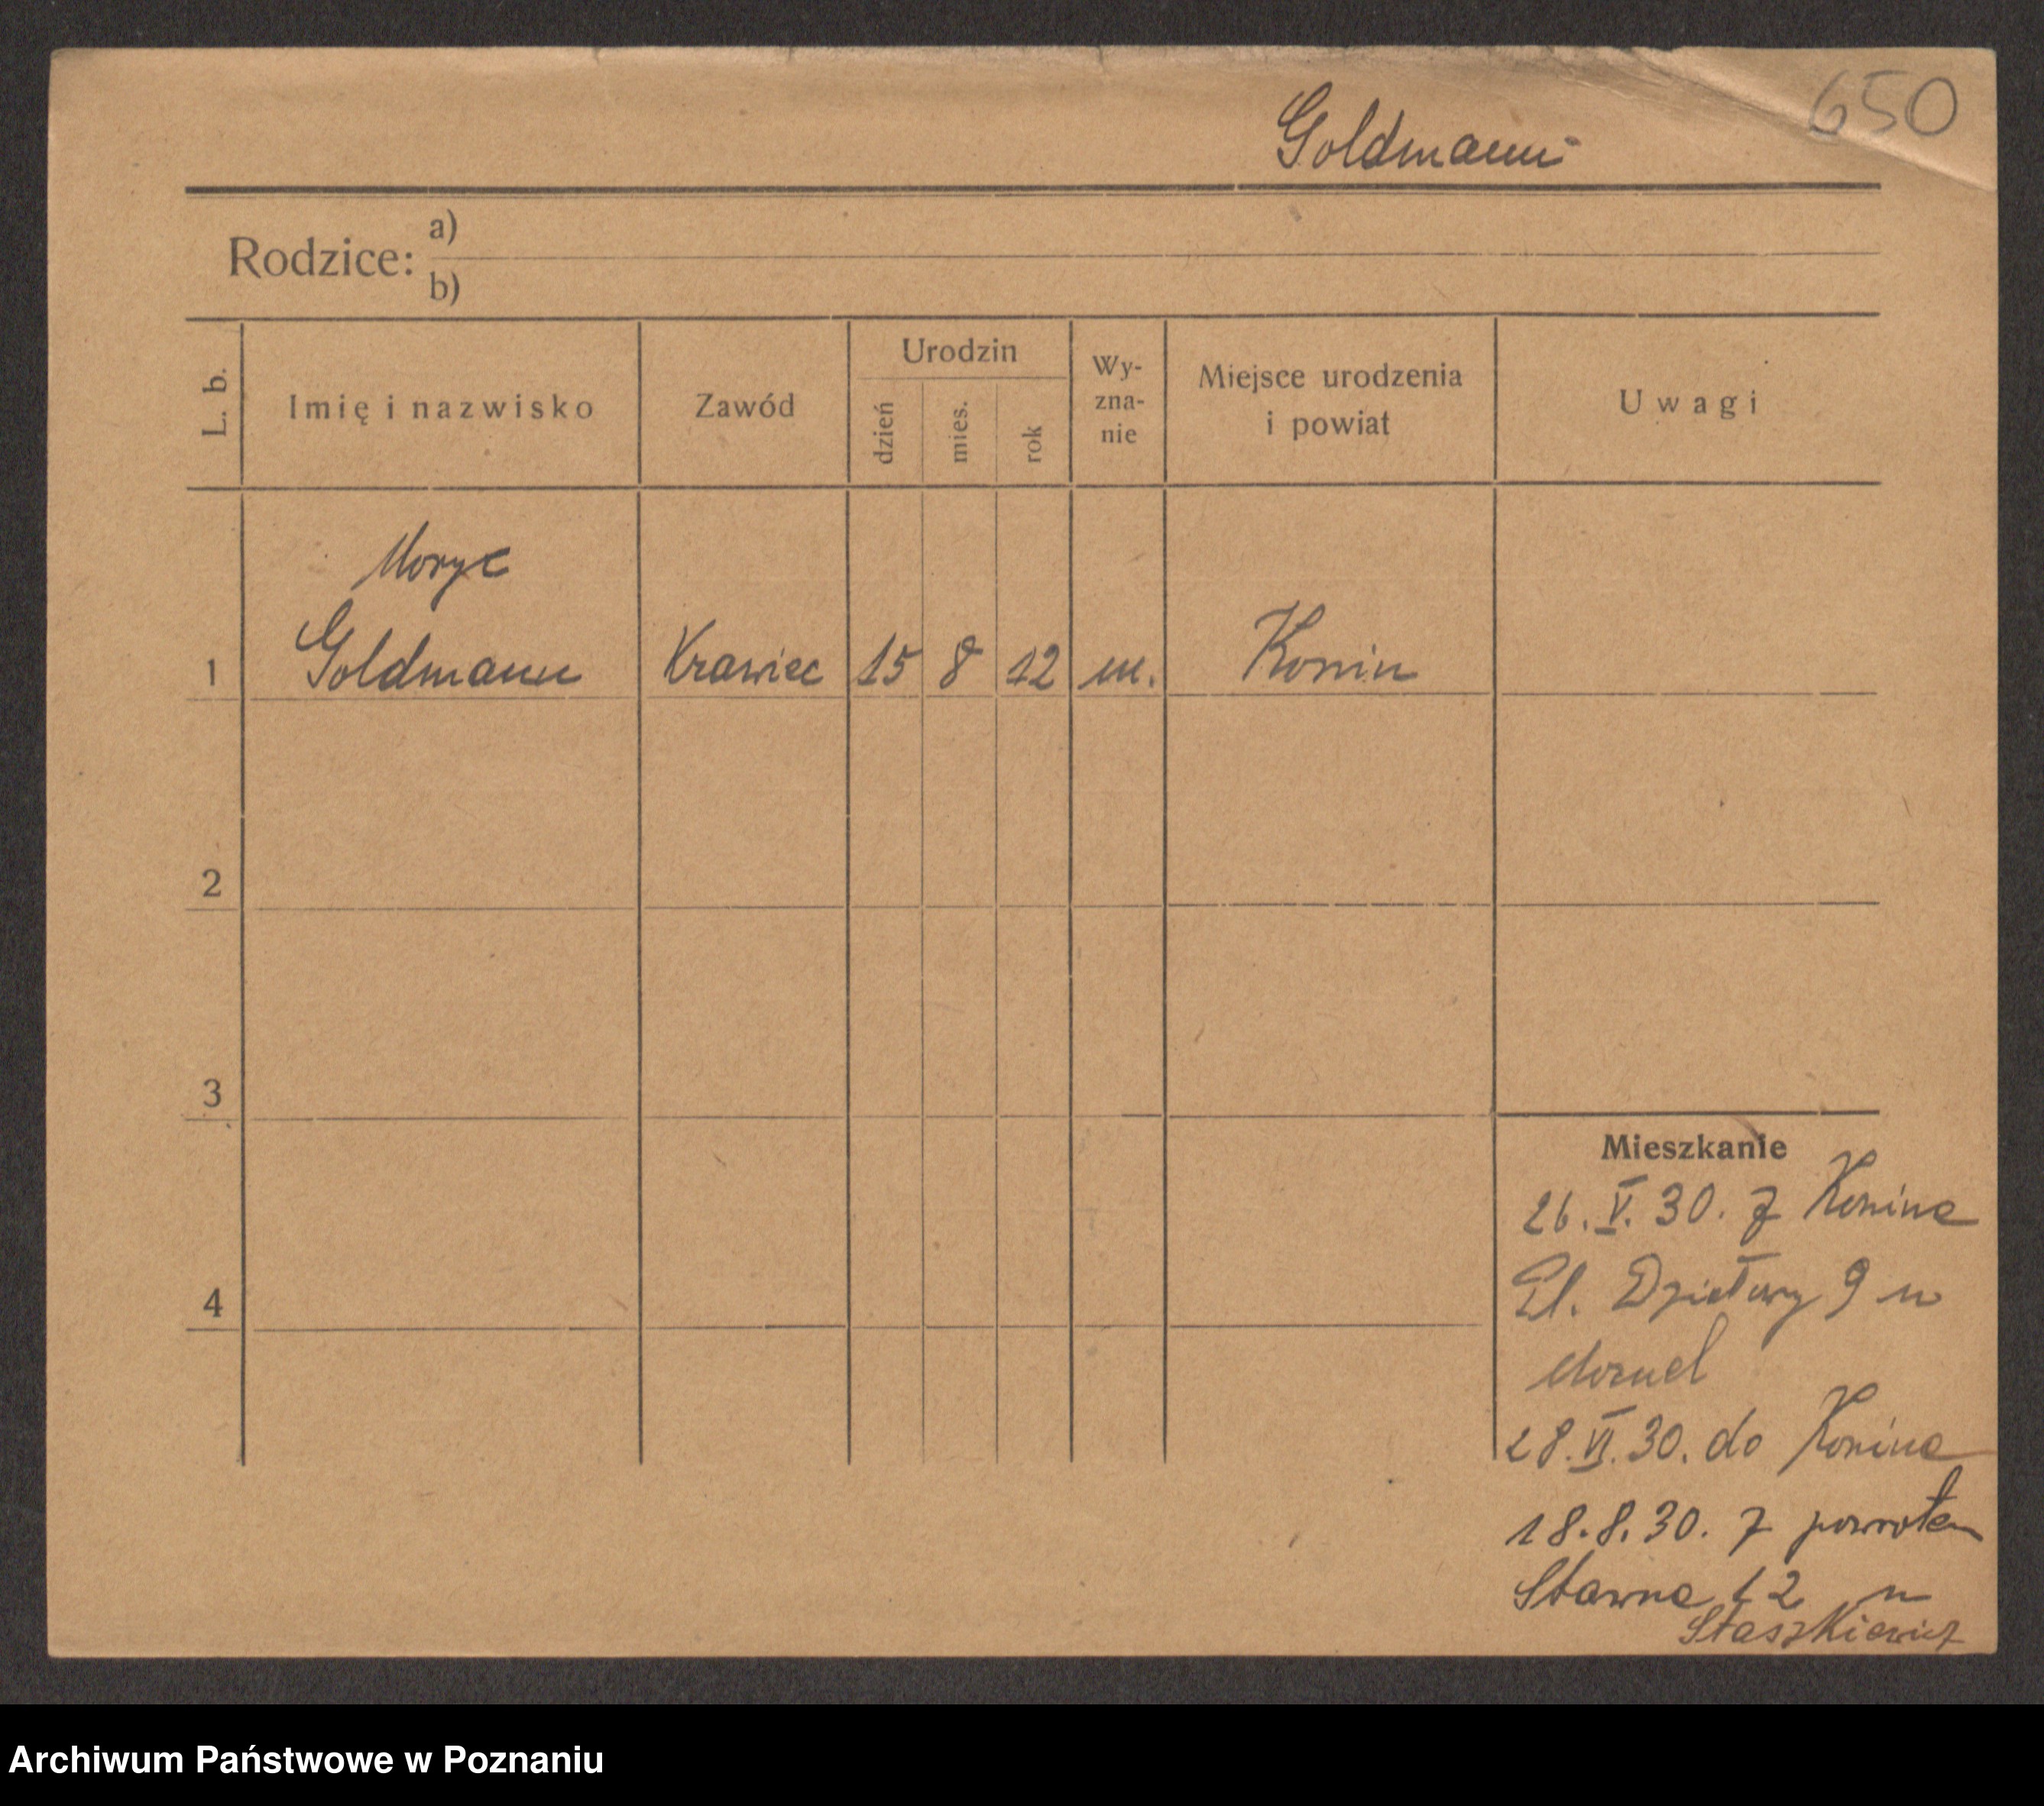 650
Goldmann
Rodzice:
a)
b)
L. b.
Imię i nazwisko
Zawód
Urodzin
dzień
mies.
rok
Wy-
zna-
nie
Miejsce urodzenia
i powiat
Uwagi
Moryc
1 Goldmann Krawiec 15 8 12 m. Konin
2
3
4
Mieszkanie
26. V. 30. z Konina
Pl. 9 u
28. VI. 30. do Konina
18. 8. 30. z powrotem
Stawna 12 u
Staszkiewicz
Archiwum Państwowe w Poznaniu